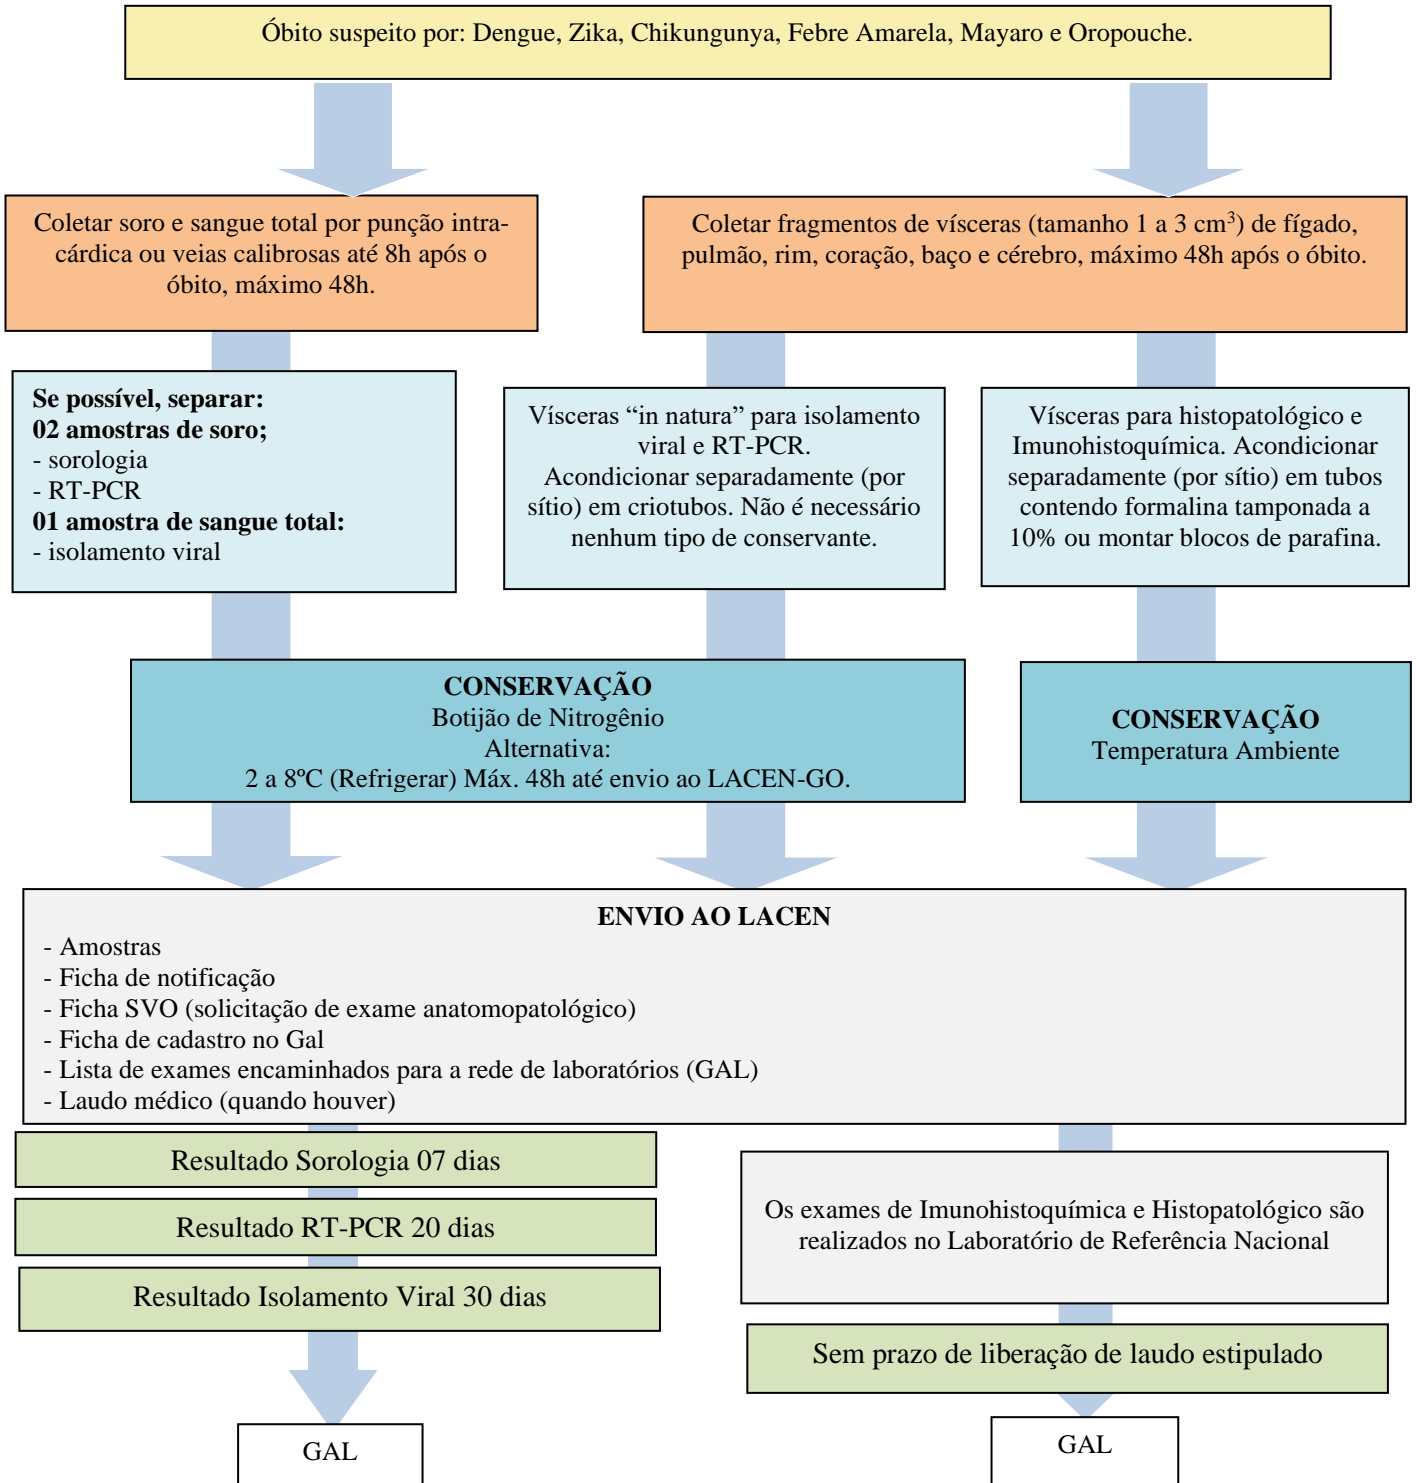 Óbito suspeito por: Dengue, Zika, Chikungunya, Febre Amarela, Mayaro e Oropouche.
Coletar soro e sangue total por punção intra-
cárdica ou veias calibrosas até 8h após o
óbito, máximo 48h.
Coletar fragmentos de vísceras (tamanho 1 a 3 cm³) de fígado,
pulmão, rim, coração, baço e cérebro, máximo 48h após o óbito.
Se possível, separar:
02 amostras de soro;
- sorologia
- RT-PCR
01 amostra de sangue total:
- isolamento viral
Vísceras “in natura” para isolamento
viral e RT-PCR.
Acondicionar separadamente (por
sítio) em criotubos. Não é necessário
nenhum tipo de conservante.
Vísceras para histopatológico e
Imunohistoquímica. Acondicionar
separadamente (por sítio) em tubos
contendo formalina tamponada a
10% ou montar blocos de parafina.
CONSERVAÇÃO
Botijão de Nitrogênio
Alternativa:
2 a 8ºC (Refrigerar) Máx. 48h até envio ao LACEN-GO.
CONSERVAÇÃO
Temperatura Ambiente
ENVIO AO LACEN
- Amostras
- Ficha de notificação
- Ficha SVO (solicitação de exame anatomopatológico)
- Ficha de cadastro no Gal
- Lista de exames encaminhados para a rede de laboratórios (GAL)
- Laudo médico (quando houver)
Resultado Sorologia 07 dias
Resultado RT-PCR 20 dias
Resultado Isolamento Viral 30 dias
GAL
Os exames de Imunohistoquímica e Histopatológico são
realizados no Laboratório de Referência Nacional
Sem prazo de liberação de laudo estipulado
GAL